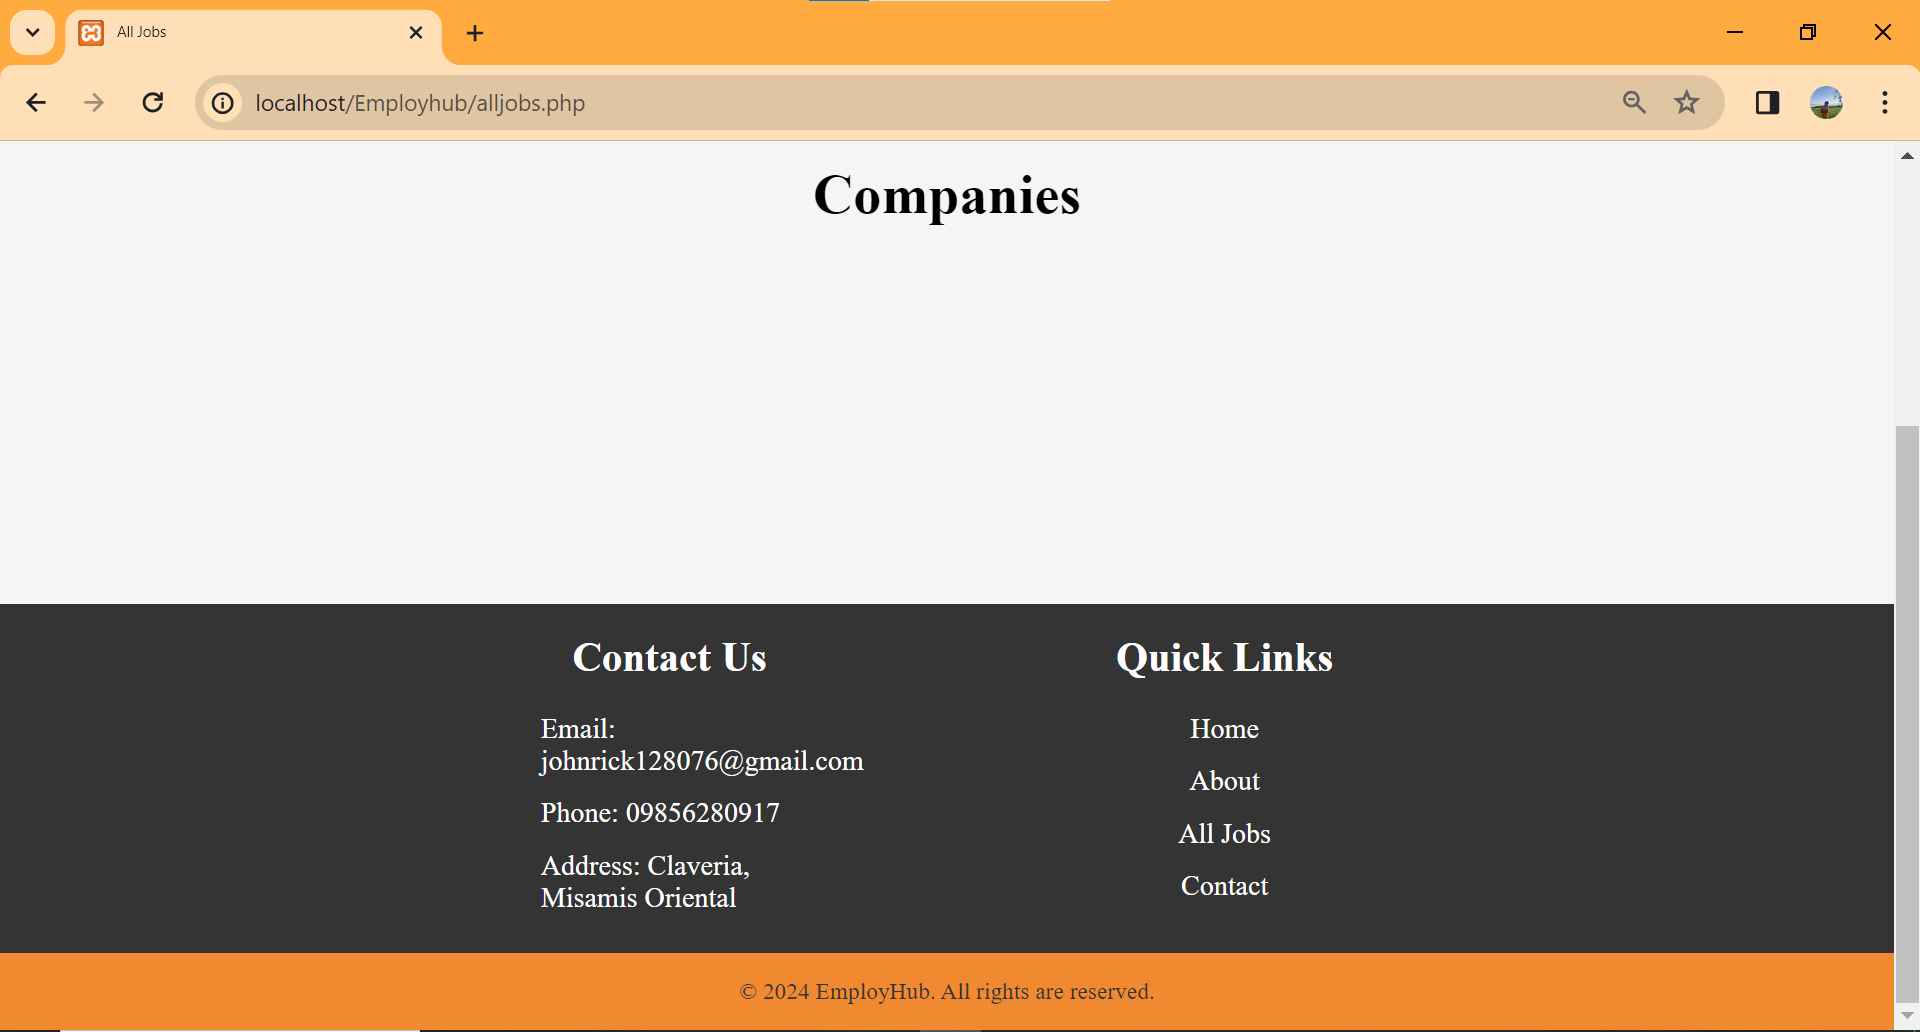 All Jobs
localhost/Employhub/alljobs.php
Companies
Contact Us
Email:
johnrick128076@gmail.com
Phone: 09856280917
Address: Claveria,
Misamis Oriental
Quick Links
Home
About
All Jobs
Contact
© 2024 EmployHub. All rights are reserved.